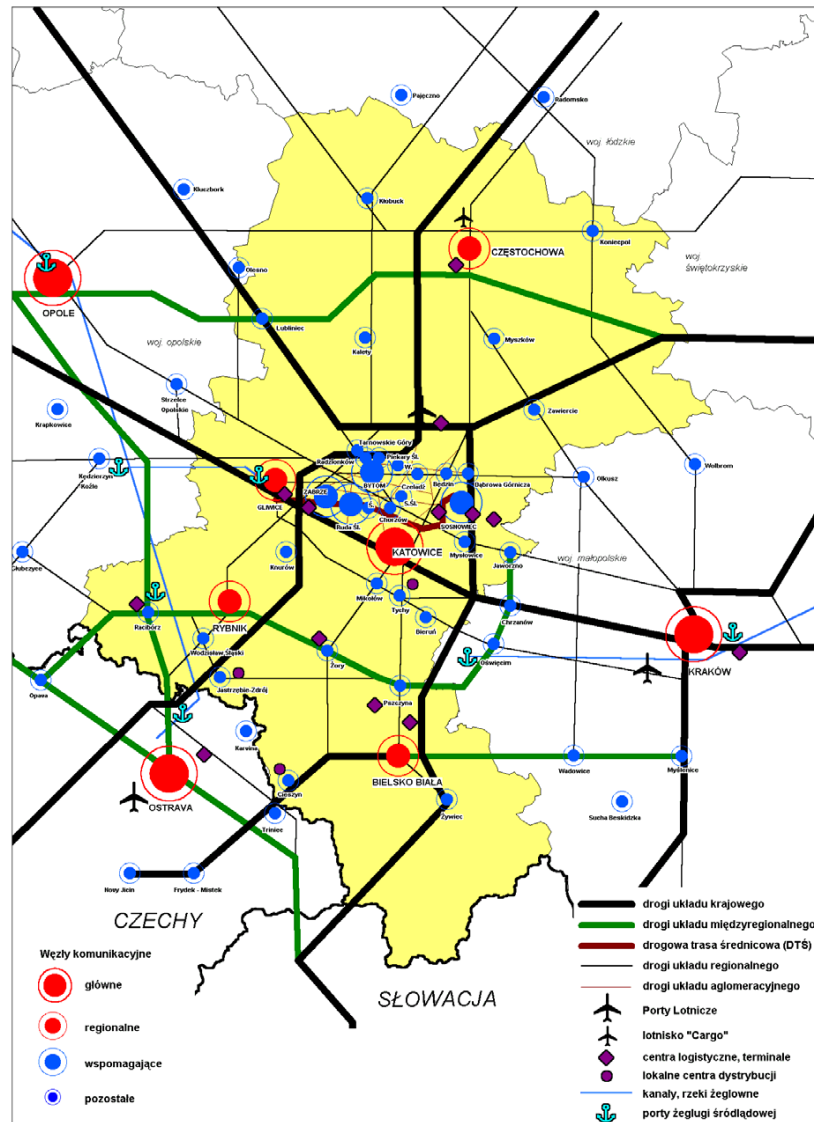 Pajęczno
Radomsko
woj. łódzkie
Kluczbork
Kłobuck
Koniecpol
CZĘSTOCHOWA
woj
świętokrzyskie
Olesno
OPOLE
Lubliniec
woj. opolskie
Kalety
Myszków
Strzelce
Opolskie
Krapkowice
Zawiercie
Tarnowskie Góry
Radzionków
Piekary Śl.
W.
Wolbrom
Kędzierzyn
Koźle
BYTOM
Czeladź
Będzin
Dąbrowa Górnicza
Olkusz
GLIWICE
ZABRZE
Ruda Śl.
Ś.
Chorzów
S.Śl.
SOSNOWIEC
KATOWICE
Mysłowice
woj. małopolskie
Głubczyce
Knurów
Jaworzno
Mikołów
Tychy
RYBNIK
Racibórz
Bieruń
Chrzanów
Wodzisław Śląski
Żory
Oświęcim
KRAKÓW
Opava
Jastrzębie-Zdrój
Pszczyna
Karvina
OSTRAVA
Cieszyn
BIELSKO BIAŁA
Wadowice
Myślenice
Triniec
Żywiec
Sucha Beskidzka
Novy Jicin
Frydek - Mistek
CZECHY
SŁOWACJA
Węzły komunikacyjne
główne
regionalne
wspomagające
pozostałe
drogi układu krajowego
drogi układu międzyregionalnego
drogowa trasa średnicowa (DTŚ)
drogi układu regionalnego
drogi układu aglomeracyjnego
Porty Lotnicze
lotnisko "Cargo"
centra logistyczne, terminale
lokalne centra dystrybucji
kanały, rzeki żeglowne
porty żeglugi śródlądowej